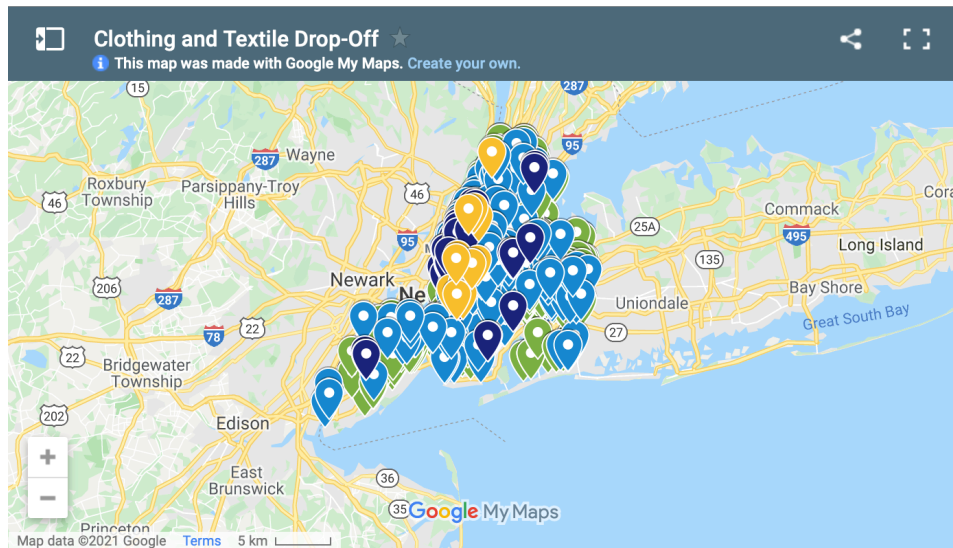 Clothing and Textile Drop-Off
This map was made with Google My Maps. Create your own.
15
287
287
95
Wayne
Roxbury
Township
Parsippany-Troy
Hills
46
46
Commack
Cora
25A
495
95
Long Island
135
Newark
Ne
206
287
Bay Shore
Uniondale
Great South Bay
78
22
27
22
Bridgewater
Township
202
Edison
East
Brunswick
36
35
Google My Maps
Princeton
Map data ©2021 Google Terms 5 km